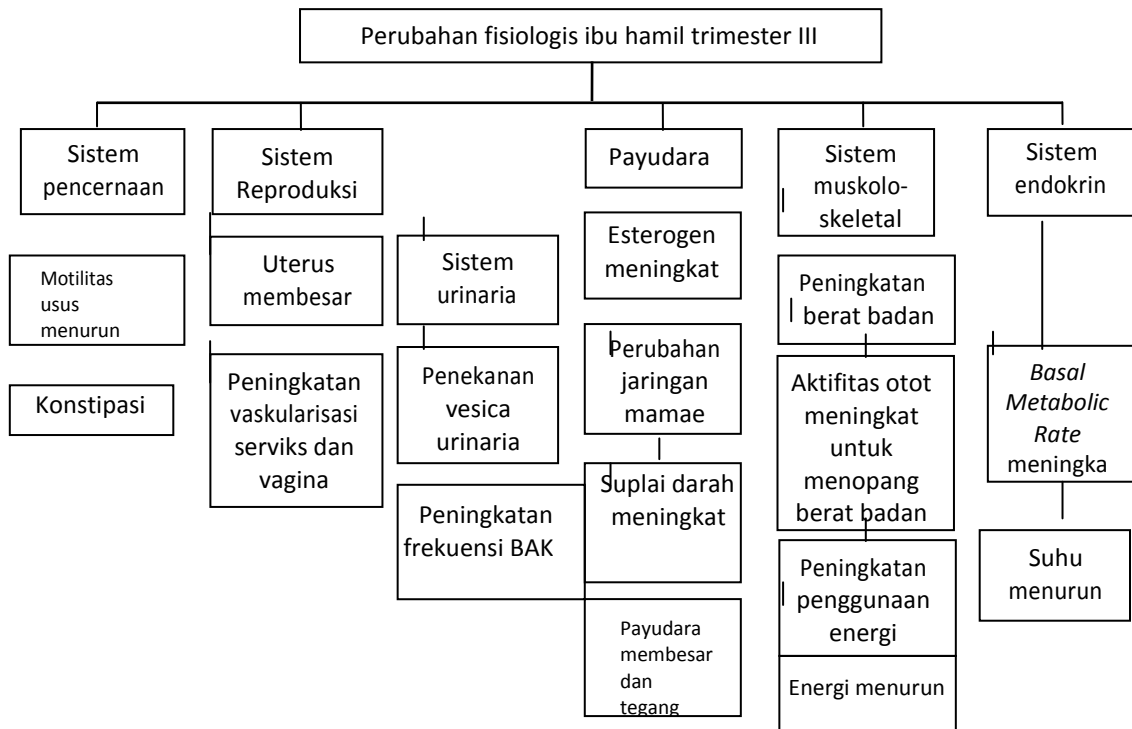 Perubahan fisiologis ibu hamil trimester III
Sistem
pencernaan
Motilitas
usus
menurun
Konstipasi
Sistem
Reproduksi
Uterus
membesar
Peningkatan
vaskularisasi
serviks dan
vagina
Sistem
urinaria
Penekanan
vesica
urinaria
Peningkatan
frekuensi BAK
Payudara
Esterogen
meningkat
Perubahan
jaringan
mamae
Suplai darah
meningkat
Payudara
membesar
dan
tegang
Sistem
muskolo-
skeletal
Peningkatan
berat badan
Aktifitas otot
meningkat
untuk
menopang
berat badan
Peningkatan
penggunaan
energi
Energi menurun
Sistem
endokrin
Basal
Metabolic
Rate
meningka
Suhu
menurun